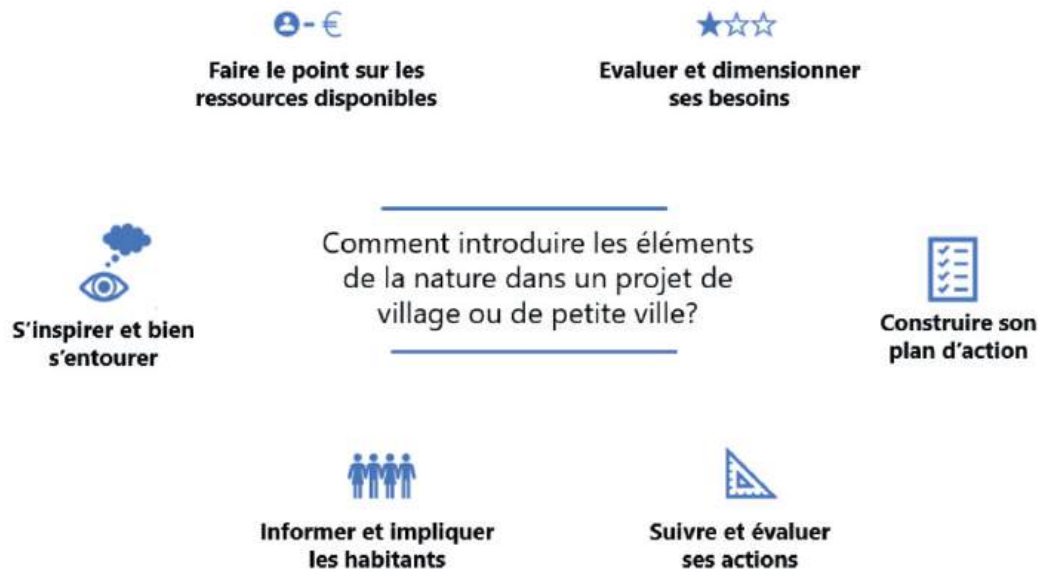 Faire le point sur les
ressources disponibles
Evaluer et dimensionner
ses besoins
Comment introduire les éléments
de la nature dans un projet de
village ou de petite ville?
S'inspirer et bien
s'entourer
Construire son
plan d'action
Informer et impliquer
les habitants
Suivre et évaluer
ses actions